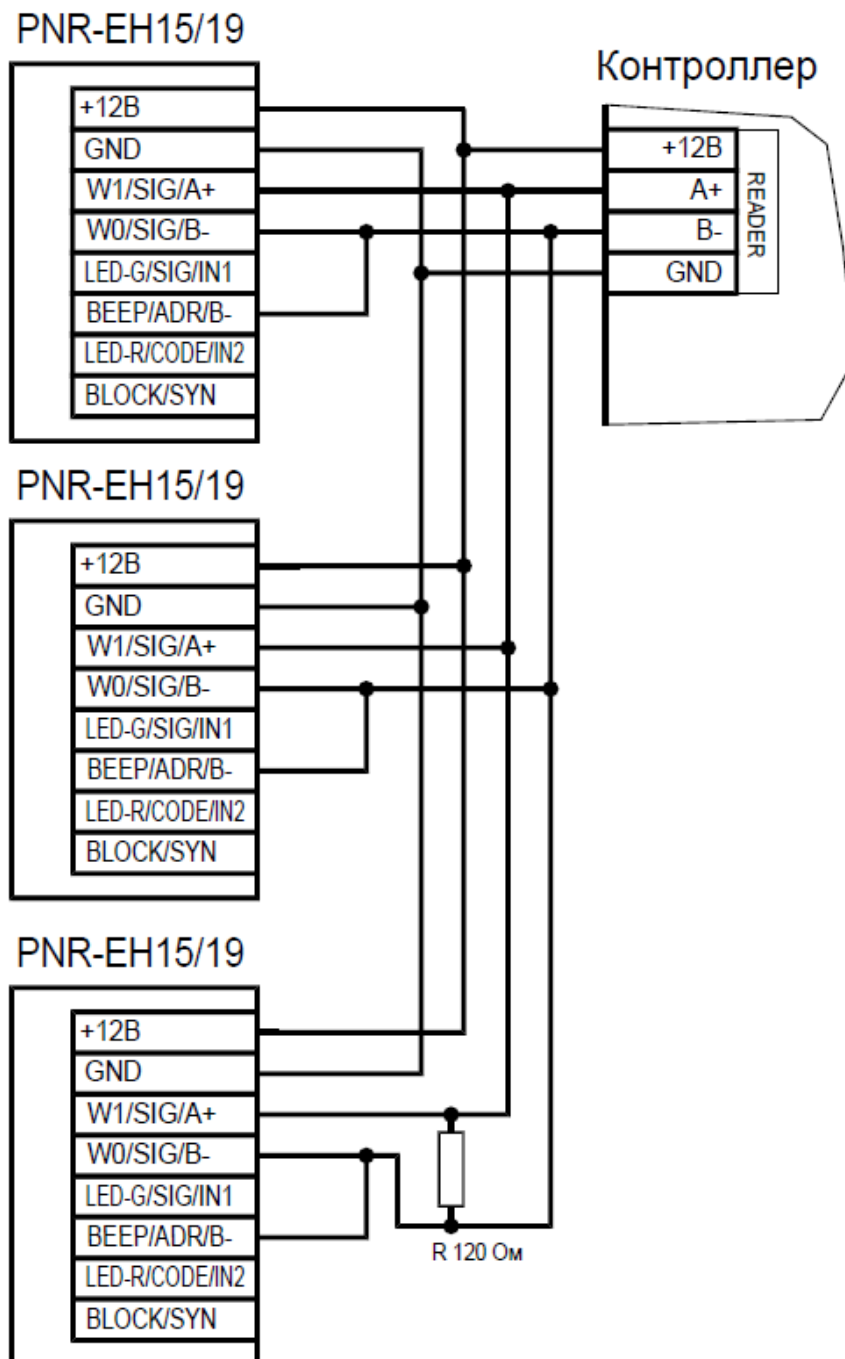 PNR-EH15/19
+12В
GND
W1/SIG/A+
W0/SIG/B-
LED-G/SIG/IN1
BEEP/ADR/B-
LED-R/CODE/IN2
BLOCK/SYN
Контроллер
+12В
A+
B-
GND
READER
PNR-EH15/19
+12В
GND
W1/SIG/A+
W0/SIG/B-
LED-G/SIG/IN1
BEEP/ADR/B-
LED-R/CODE/IN2
BLOCK/SYN
PNR-EH15/19
+12В
GND
W1/SIG/A+
W0/SIG/B-
LED-G/SIG/IN1
BEEP/ADR/B-
LED-R/CODE/IN2
BLOCK/SYN
R 120 Ом